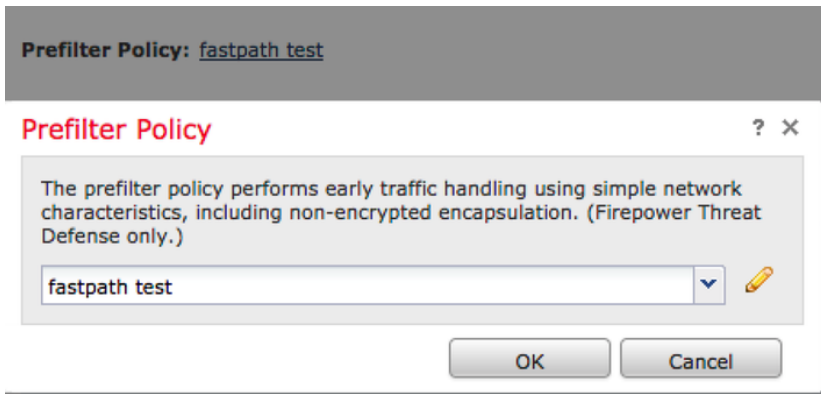 Prefilter Policy: fastpath test
Prefilter Policy ? ×
The prefilter policy performs early traffic handling using simple network
characteristics, including non-encrypted encapsulation. (Firepower Threat
Defense only.)
fastpath test
OK Cancel